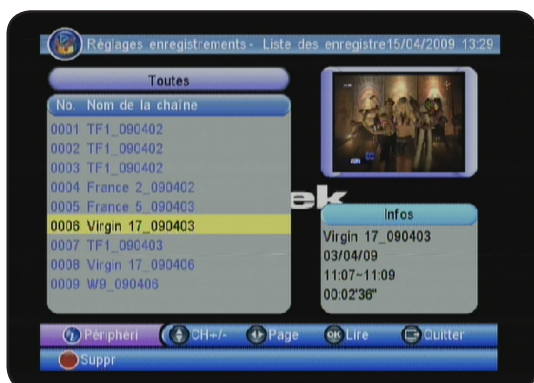 Réglages enregistrements - Liste des enregistre15/04/2009 13:29
Toutes
No. Nom de la chaîne
0001 TF1_090402
0002 TF1_090402
0003 TF1_090402
0004 France 2_090402
0005 France 5_090403
0006 Virgin 17_090403
0007 TF1_090403
0008 Virgin 17_090406
0009 W9_090406
ek
Infos
Virgin 17_090403
03/04/09
11:07~11:09
00:02'36"
Périphéri CH+/- Page OK Lire Quitter
Suppr